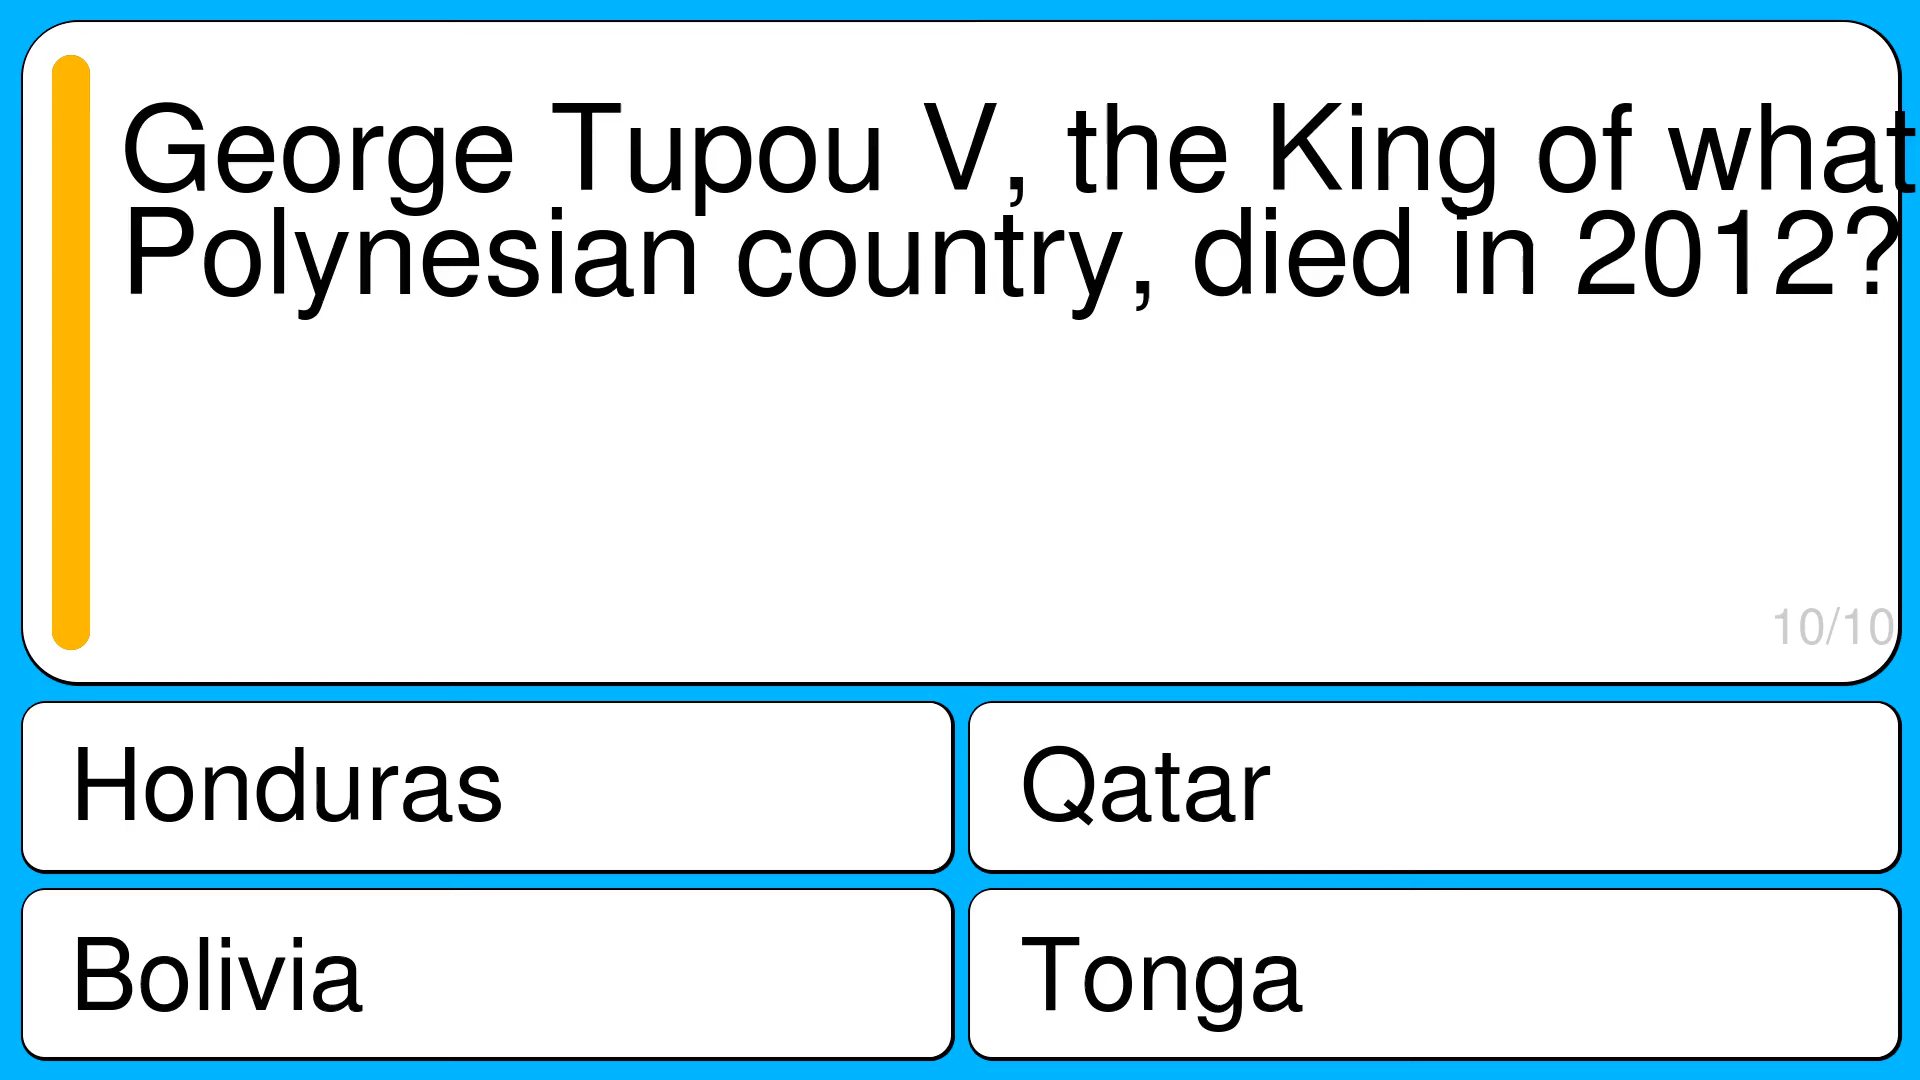 George Tupou V, the King of what
Polynesian country, died in 2012?
10/10
Honduras
Qatar
Bolivia
Tonga